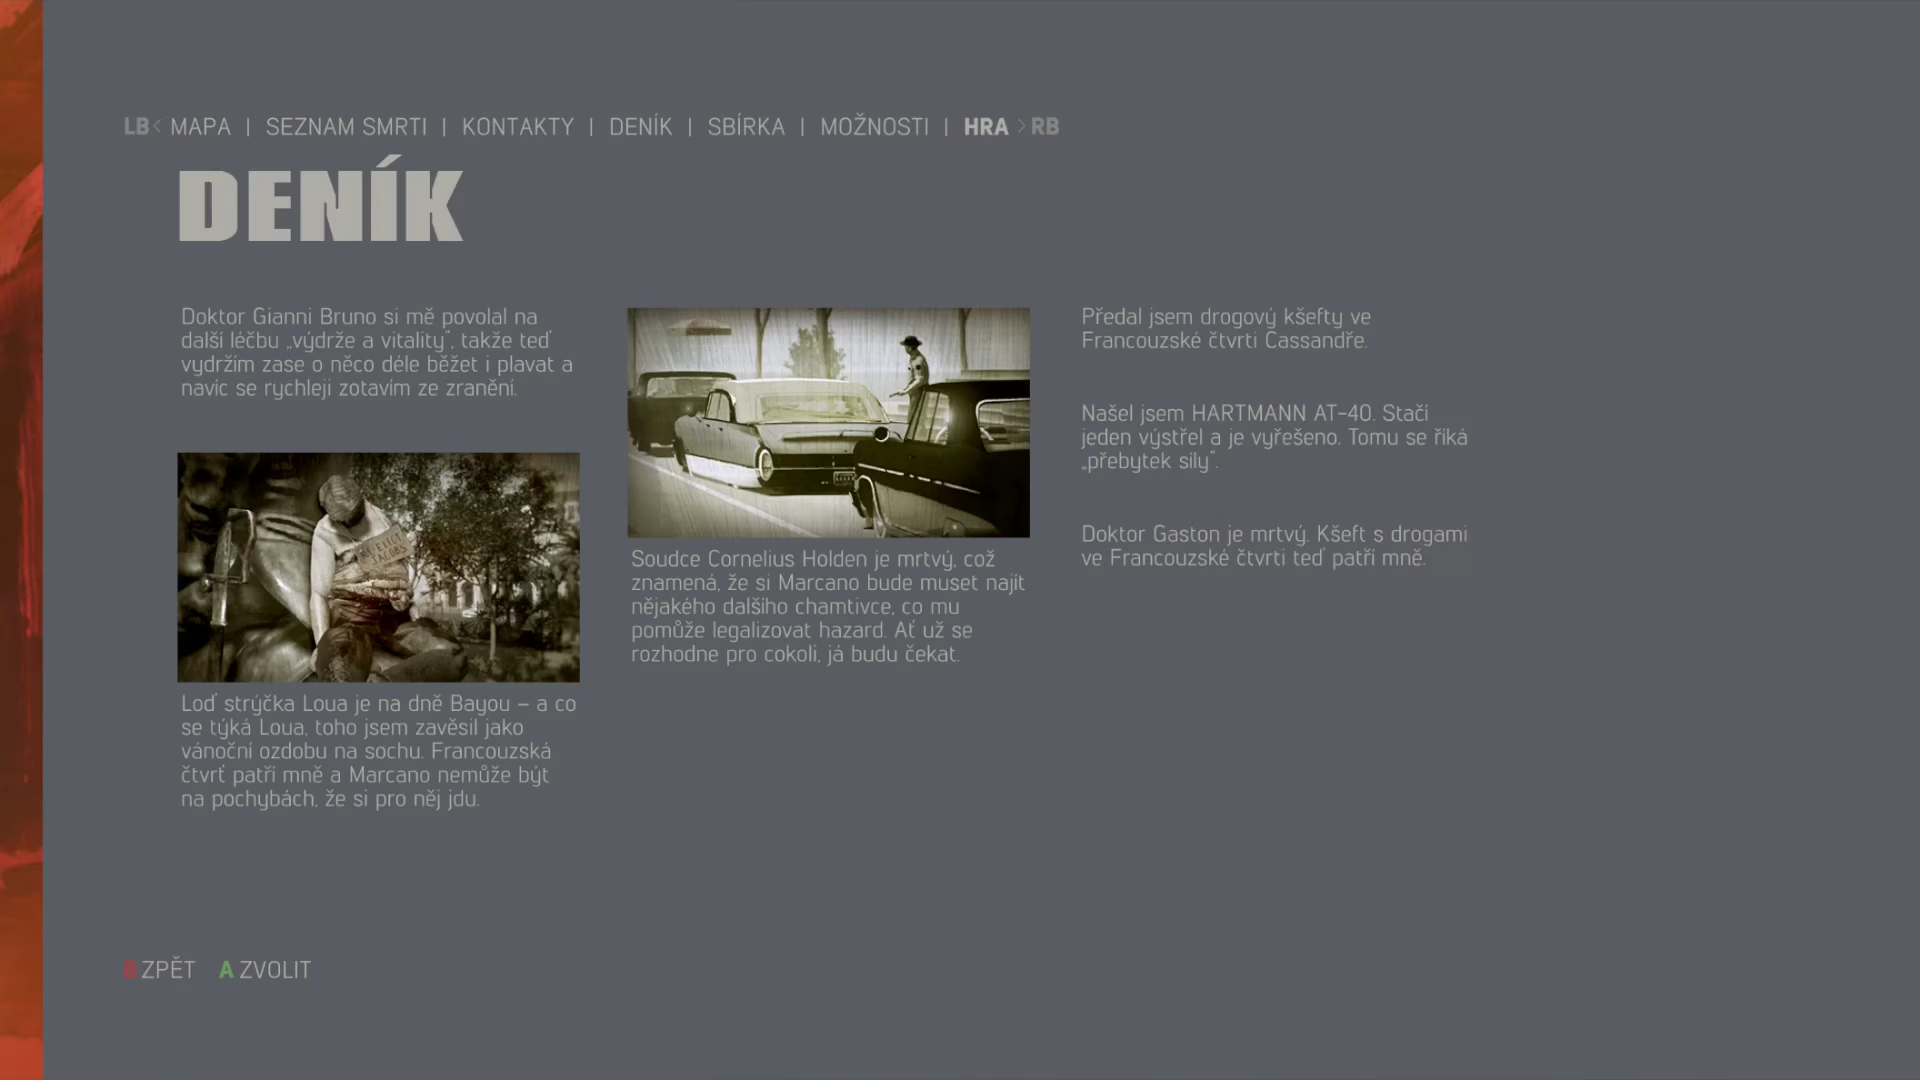 LB< MAPA | SEZNAM SMRTI | KONTAKTY | DENÍK | SBÍRKA | MOŽNOSTI | HRA >RB
DENÍK
Doktor Gianni Bruno si mě povolal na
další léčbu „výdrže a vitality“, takže teď
vydržím zase o něco déle běžet i plavat a
navíc se rychleji zotavím ze zranění.
RE-ELECT
JACOBS
Loď strýčka Loua je na dně Bayou – a co
se týká Loua, toho jsem zavěsil jako
vánoční ozdobu na sochu. Francouzská
čtvrť patří mně a Marcano nemůže být
na pochybách, že si pro něj jdu.
Soudce Cornelius Holden je mrtvý, což
znamená, že si Marcano bude muset najít
nějakého dalšího chamtivce, co mu
pomůže legalizovat hazard. Ať už se
rozhodne pro cokoli, já budu čekat.
Předal jsem drogový kšefty ve
Francouzské čtvrti Cassandře.
Našel jsem HARTMANN AT-40. Stačí
jeden výstřel a je vyřešeno. Tomu se říká
„přebytek síly“.
Doktor Gaston je mrtvý. Kšeft s drogami
ve Francouzské čtvrti teď patří mně.
B ZPĚT A ZVOLIT